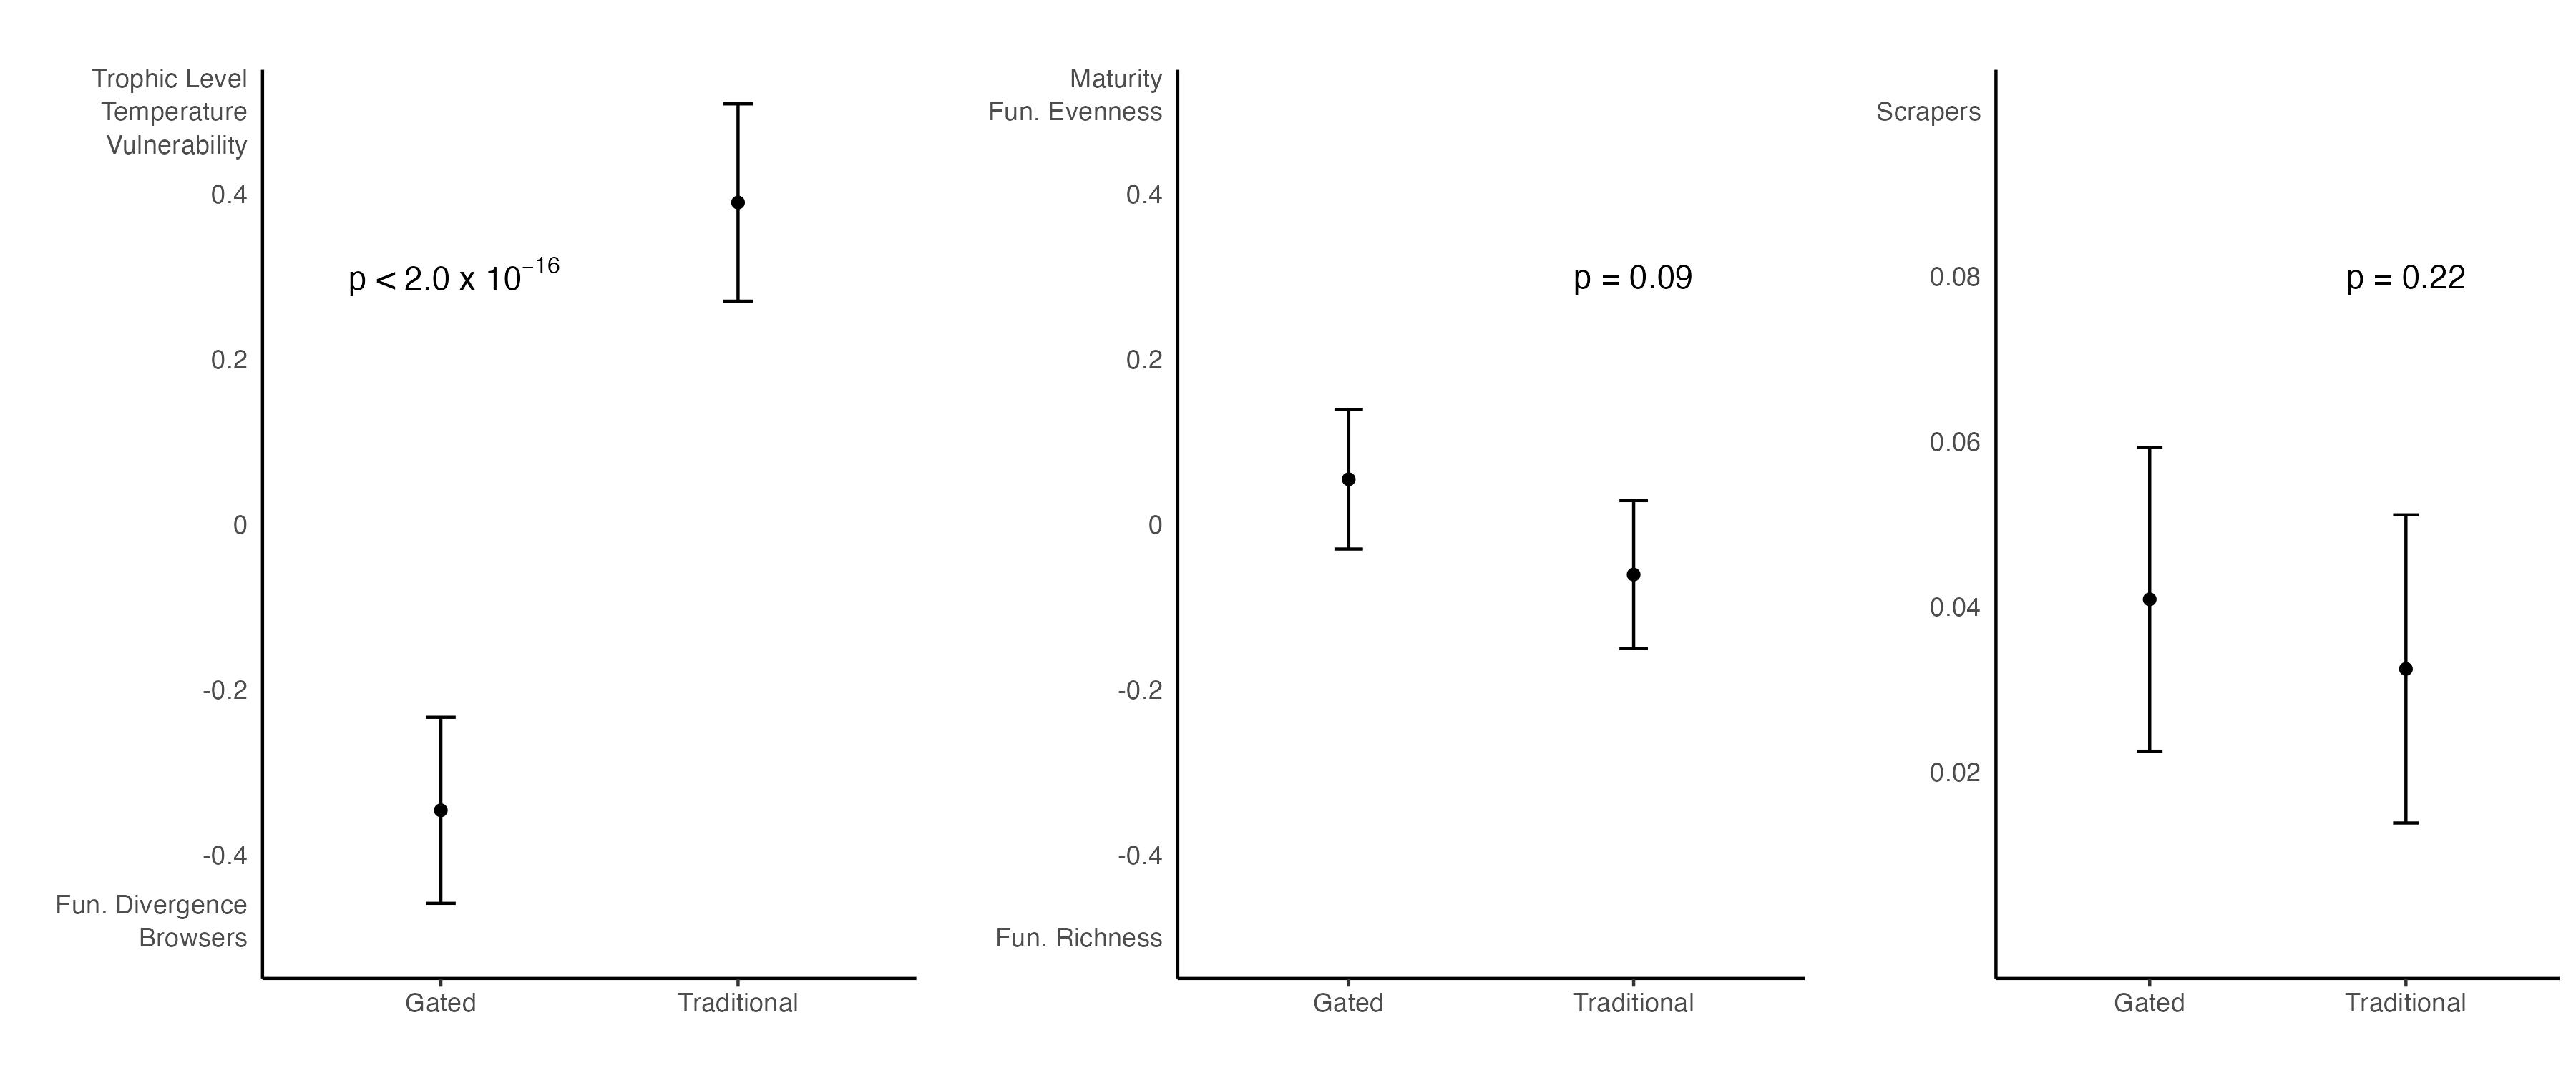 Trophic Level
Temperature
Vulnerability
0.4
0.2
0
-0.2
-0.4
Fun. Divergence
Browsers
p < 2.0 x 10⁻¹⁶
Gated
Traditional
Maturity
Fun. Evenness
0.4
0.2
0
-0.2
-0.4
Fun. Richness
p = 0.09
Gated
Traditional
Scrapers
0.08
0.06
0.04
0.02
p = 0.22
Gated
Traditional